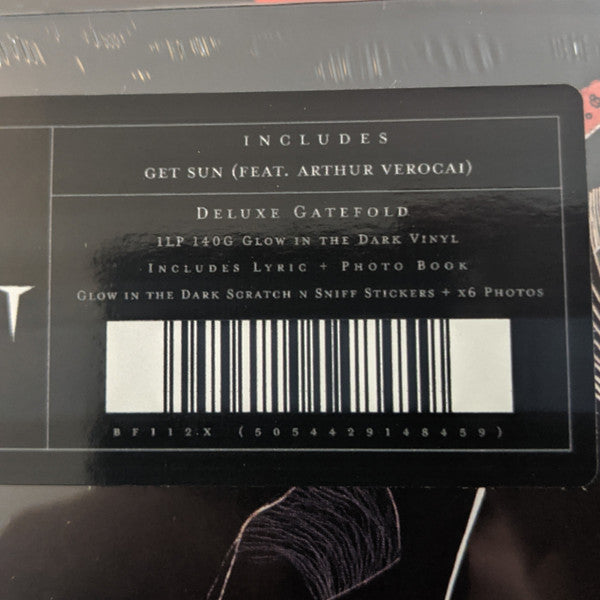 INCLUDES
GET SUN (FEAT. ARTHUR VEROCAI)
DELUXE GATEFOLD
1LP 140G GLOW IN THE DARK VINYL
INCLUDES LYRIC + PHOTO BOOK
GLOW IN THE DARK SCRATCH N SNIFF STICKERS + X6 PHOTOS
T
BF112.X (5054429148459)